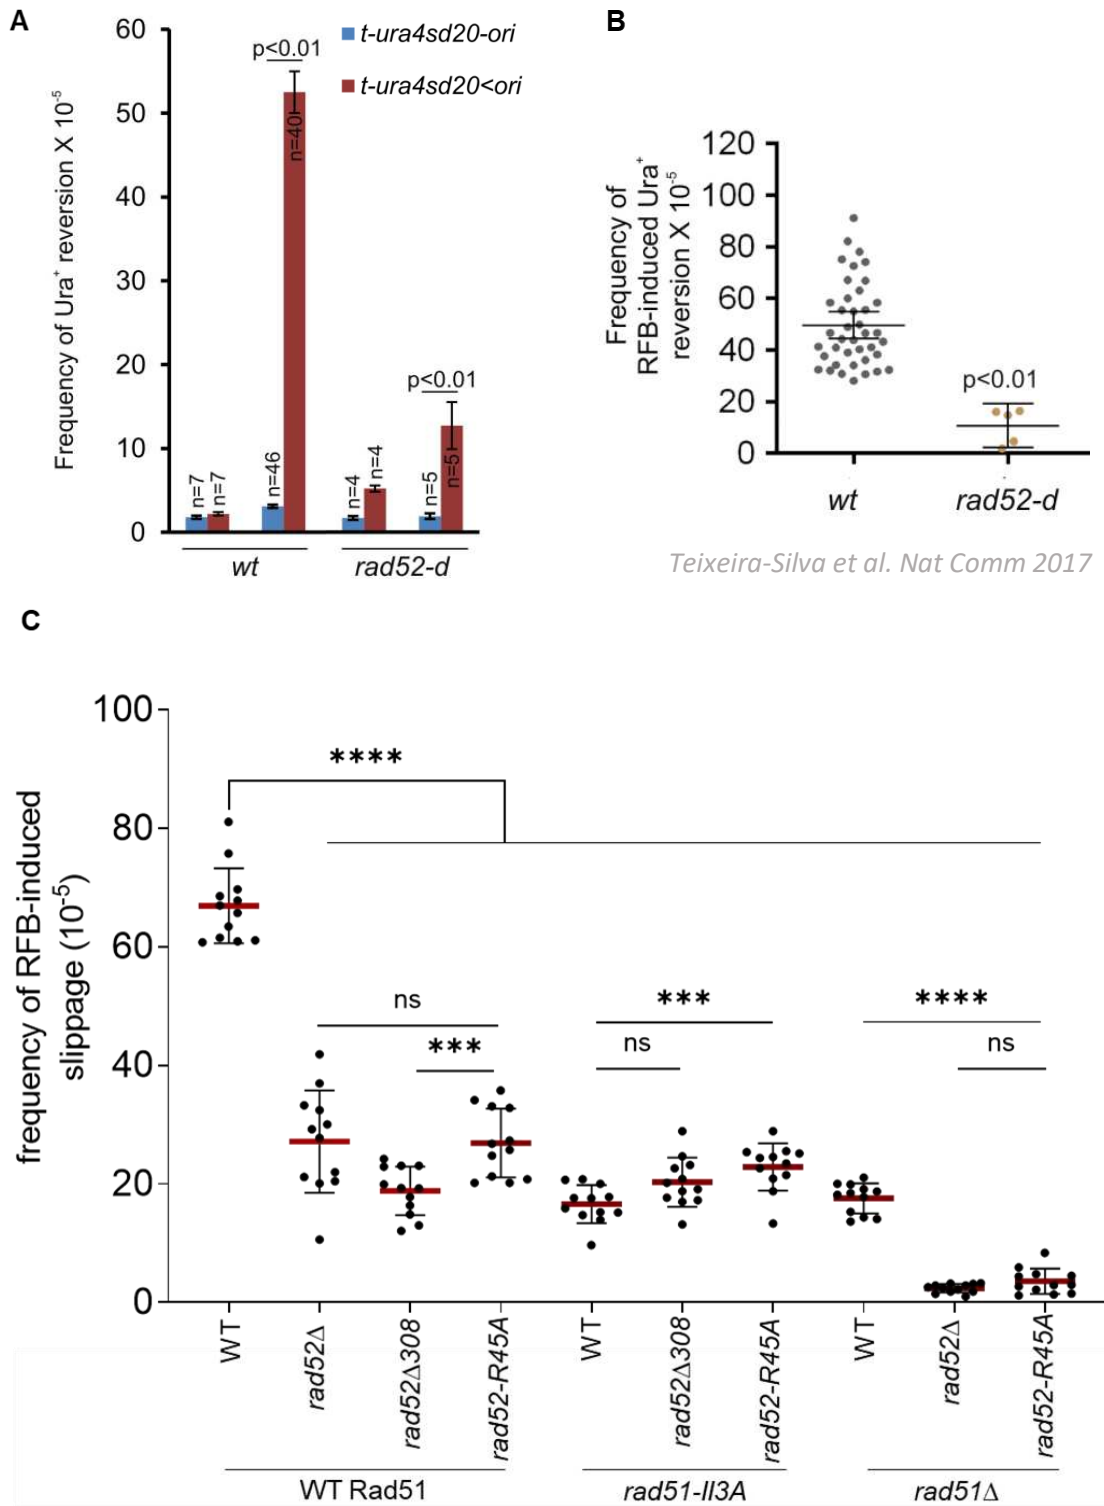 A
B
60
50
40
30
20
10
0
Frequency of Ura⁺ reversion X 10⁻⁵
t-ura4sd20-ori
t-ura4sd20<ori
p<0.01
n=7
n=7
n=46
n=40
p<0.01
n=4
n=4
n=5
n=5
wt
rad52-d
120
100
80
60
40
20
0
Frequency of
RFB-induced Ura⁺
reversion X 10⁻⁵
p<0.01
wt
rad52-d
Teixeira-Silva et al. Nat Comm 2017
C
100
80
60
40
20
0
frequency of RFB-induced
slippage (10⁻⁵)
****
ns
***
***
ns
****
ns
WT
rad52Δ
rad52Δ308
rad52-R45A
WT
rad52Δ308
rad52-R45A
WT
rad52Δ
rad52-R45A
WT Rad51
rad51-II3A
rad51Δ